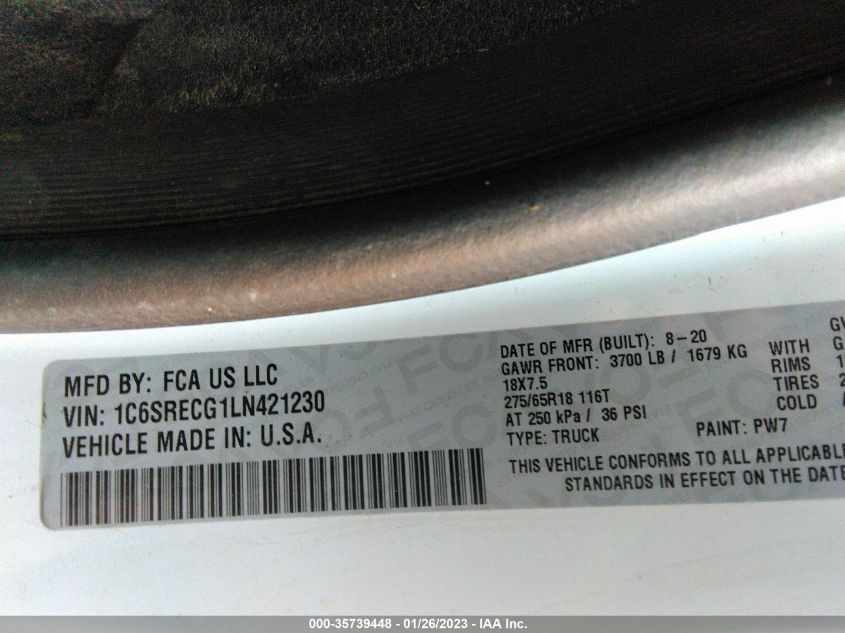 MFD BY: FCA US LLC
VIN: 1C6SRECG1LN421230
VEHICLE MADE IN: U.S.A.
DATE OF MFR (BUILT): 8-20
GAWR FRONT: 3700 LB / 1679 KG
18X7.5
275/65R18 116T
AT 250 kPa / 36 PSI
TYPE: TRUCK
PAINT: PW7
WITH
RIMS
TIRES
COLD
THIS VEHICLE CONFORMS TO ALL APPLICABLE
STANDARDS IN EFFECT ON THE DATE
000-35739448 - 01/26/2023 - IAA Inc.